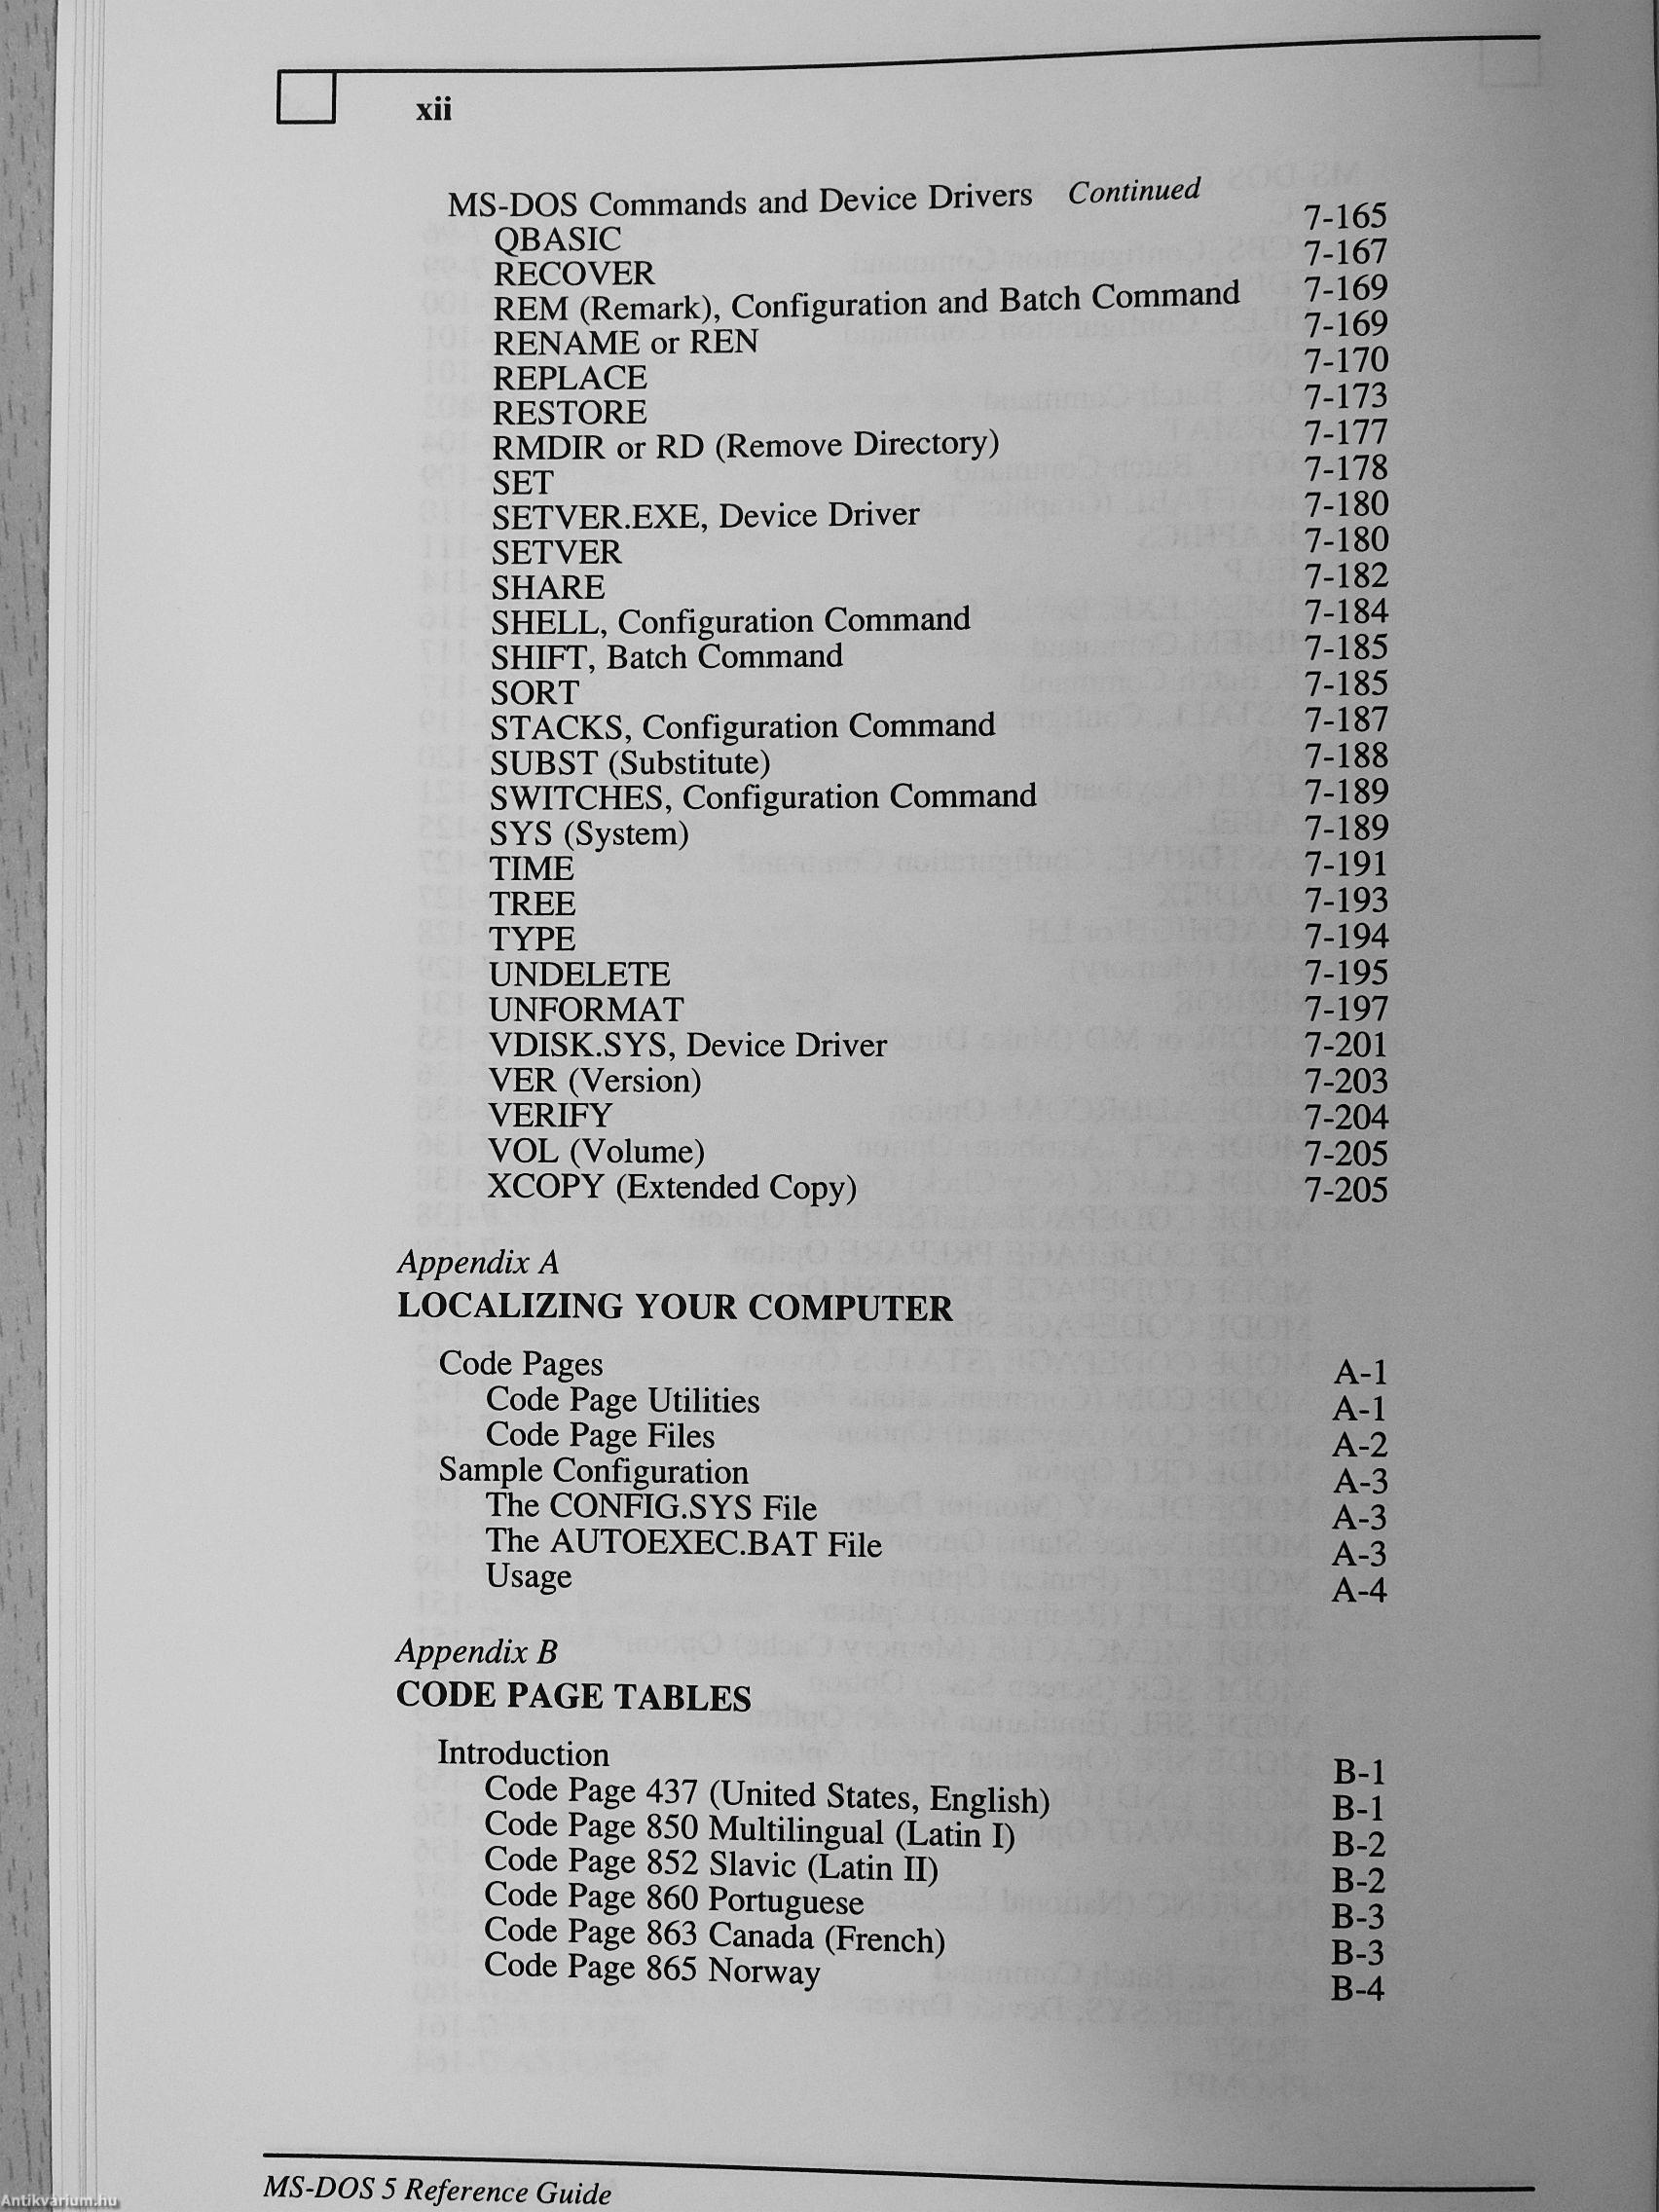 xii
MS-DOS Commands and Device Drivers Continued
QBASIC 7-165
RECOVER 7-167
REM (Remark), Configuration and Batch Command 7-169
RENAME or REN 7-169
REPLACE 7-170
RESTORE 7-173
RMDIR or RD (Remove Directory) 7-177
SET 7-178
SETVER.EXE, Device Driver 7-180
SETVER 7-180
SHARE 7-182
SHELL, Configuration Command 7-184
SHIFT, Batch Command 7-185
SORT 7-185
STACKS, Configuration Command 7-187
SUBST (Substitute) 7-188
SWITCHES, Configuration Command 7-189
SYS (System) 7-189
TIME 7-191
TREE 7-193
TYPE 7-194
UNDELETE 7-195
UNFORMAT 7-197
VDISK.SYS, Device Driver 7-201
VER (Version) 7-203
VERIFY 7-204
VOL (Volume) 7-205
XCOPY (Extended Copy) 7-205
Appendix A
LOCALIZING YOUR COMPUTER
Code Pages A-1
Code Page Utilities A-1
Code Page Files A-2
Sample Configuration A-3
The CONFIG.SYS File A-3
The AUTOEXEC.BAT File A-3
Usage A-4
Appendix B
CODE PAGE TABLES
Introduction B-1
Code Page 437 (United States, English) B-1
Code Page 850 Multilingual (Latin I) B-2
Code Page 852 Slavic (Latin II) B-2
Code Page 860 Portuguese B-3
Code Page 863 Canada (French) B-3
Code Page 865 Norway B-4
MS-DOS 5 Reference Guide
Antikvarium.hu